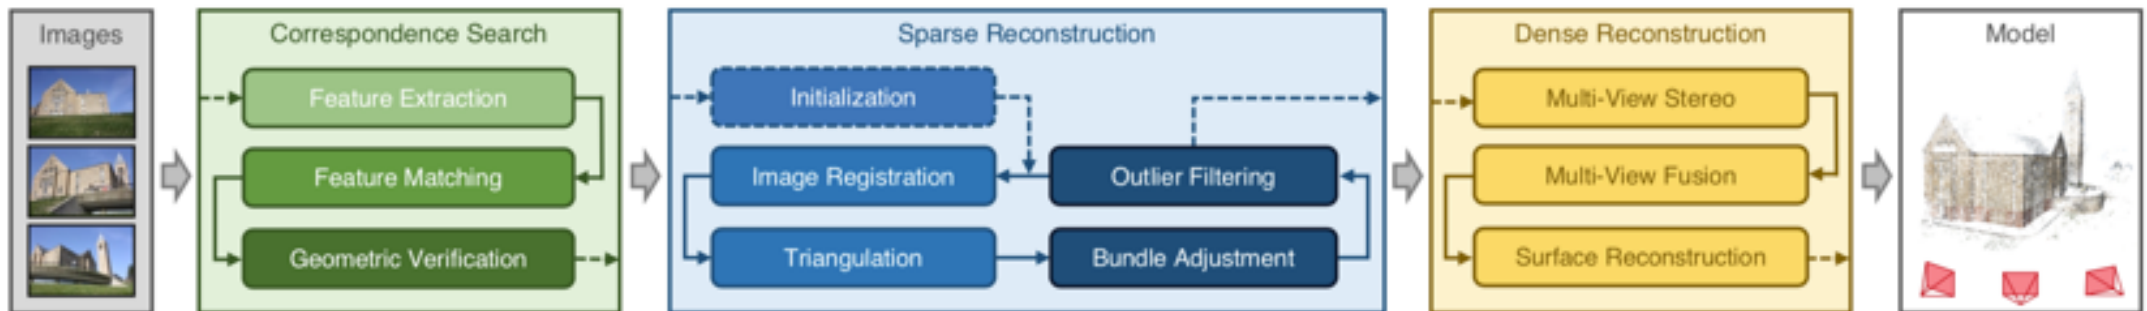 Images
Correspondence Search
Feature Extraction
Feature Matching
Geometric Verification
Sparse Reconstruction
Initialization
Image Registration
Outlier Filtering
Triangulation
Bundle Adjustment
Dense Reconstruction
Multi-View Stereo
Multi-View Fusion
Surface Reconstruction
Model